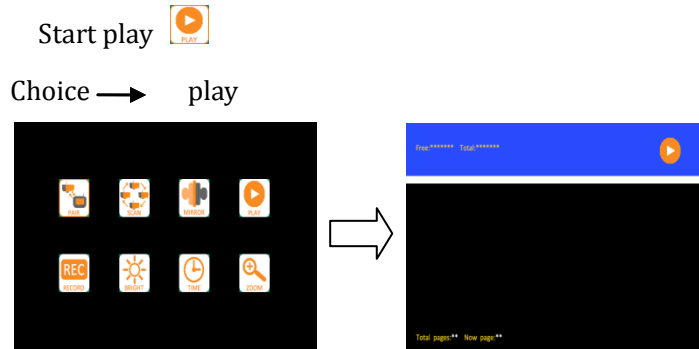 Start play
PLAY
Choice play
PAIR SCAN MIRROR PLAY
REC
RECORD BRIGHT TIME ZOOM
Free:******* Total:*******
Total pages:** Now page:**